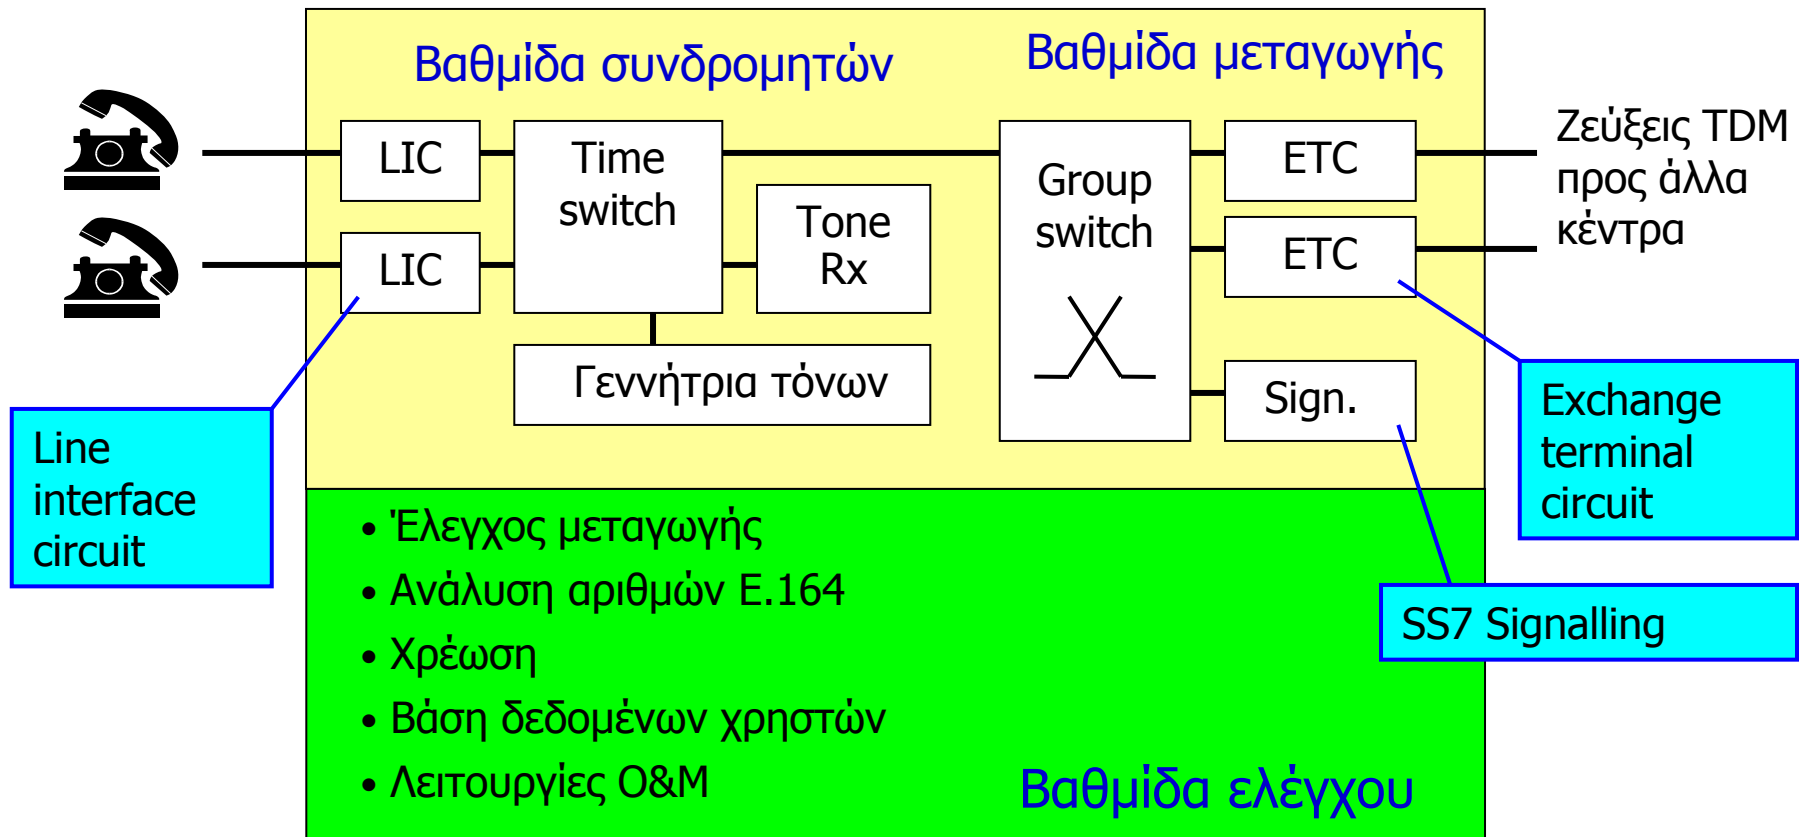 Βαθμίδα συνδρομητών
Βαθμίδα μεταγωγής
LIC
Time
switch
LIC
Tone
Rx
Γεννήτρια τόνων
Group
switch
ETC
ETC
Sign.
Ζεύξεις TDM
προς άλλα
κέντρα
Line
interface
circuit
Exchange
terminal
circuit
SS7 Signalling
• Έλεγχος μεταγωγής
• Ανάλυση αριθμών E.164
• Χρέωση
• Βάση δεδομένων χρηστών
• Λειτουργίες O&M
Βαθμίδα ελέγχου